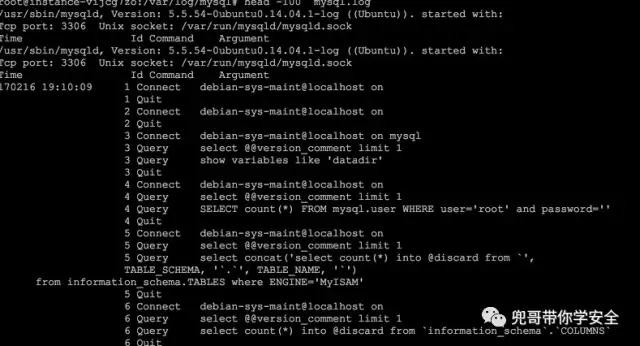 root@instance-vijcg7zo:/var/log/mysql# head -100  mysql.log
/usr/sbin/mysqld, Version: 5.5.54-0ubuntu0.14.04.1-log ((Ubuntu)). started with:
Tcp port: 3306  Unix socket: /var/run/mysqld/mysqld.sock
Time                 Id Command    Argument
/usr/sbin/mysqld, Version: 5.5.54-0ubuntu0.14.04.1-log ((Ubuntu)). started with:
Tcp port: 3306  Unix socket: /var/run/mysqld/mysqld.sock
Time                 Id Command    Argument
170216 19:10:09     1 Connect   debian-sys-maint@localhost on
1 Quit
2 Connect   debian-sys-maint@localhost on
2 Quit
3 Connect   debian-sys-maint@localhost on mysql
3 Query     select @@version_comment limit 1
3 Query     show variables like 'datadir'
3 Quit
4 Connect   debian-sys-maint@localhost on
4 Query     select @@version_comment limit 1
4 Query     SELECT count(*) FROM mysql.user WHERE user='root' and password=''
4 Quit
5 Connect   debian-sys-maint@localhost on
5 Query     select @@version_comment limit 1
5 Query     select concat('select count(*) into @discard from `',
TABLE_SCHEMA, '`.`', TABLE_NAME, '`')
from information_schema.TABLES where ENGINE='MyISAM'
5 Quit
6 Connect   debian-sys-maint@localhost on
6 Query     select @@version_comment limit 1
6 Query     select count(*) into @discard from `information_schema`.`COLUMNS`
6 Quit
兜哥带你学安全